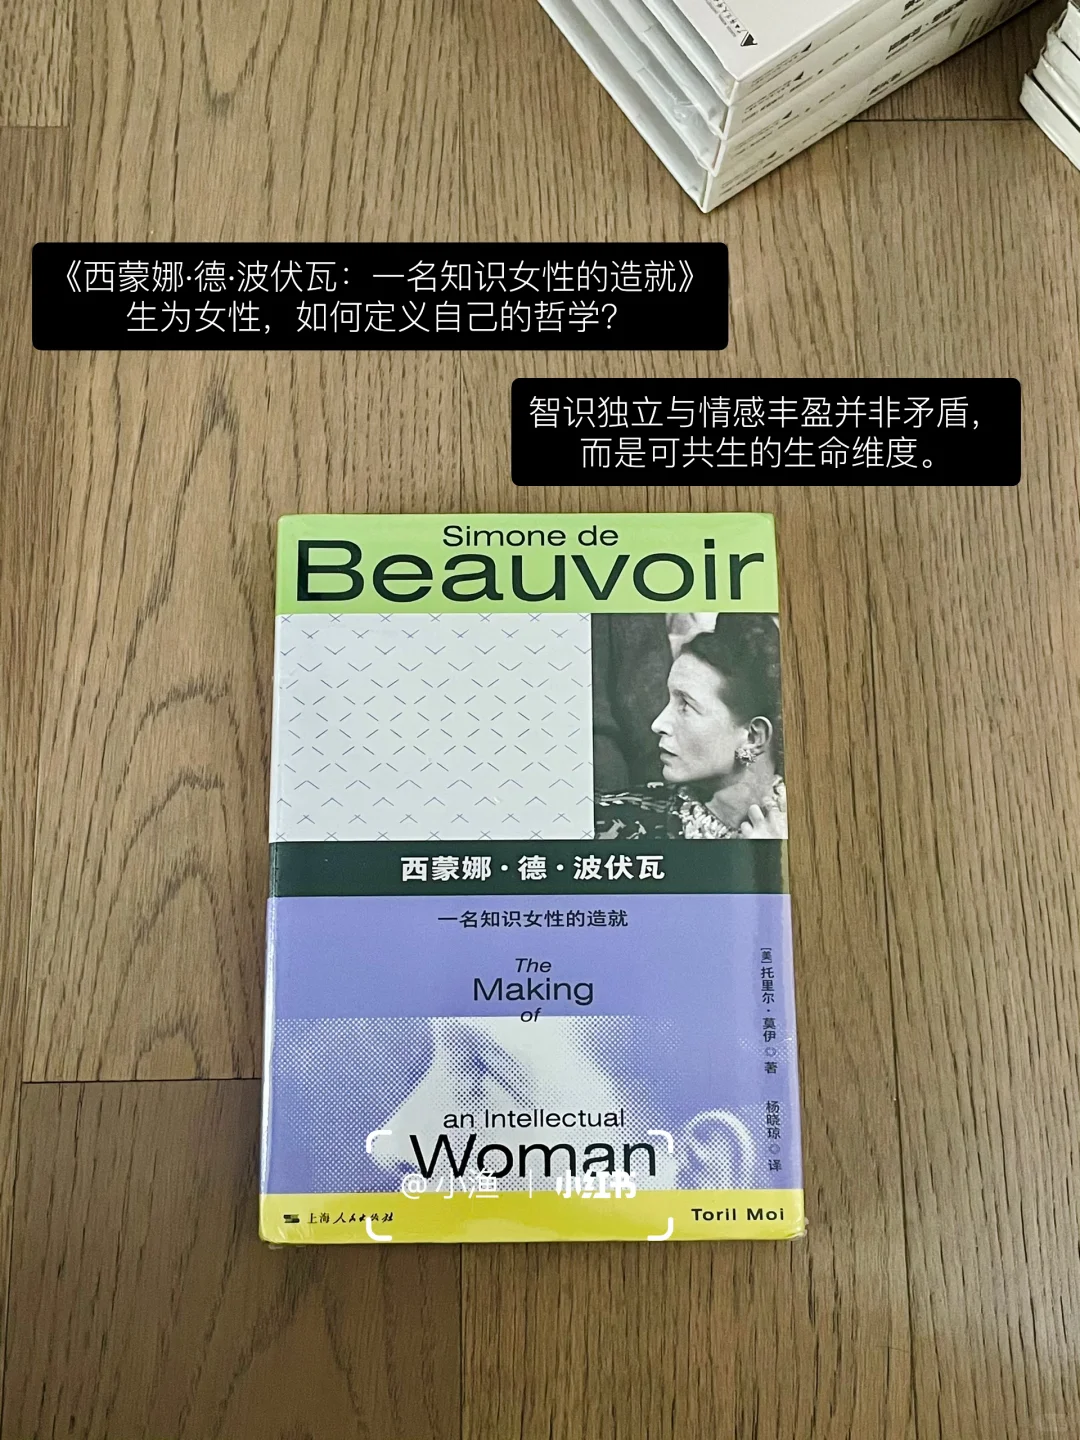 《西蒙娜·德·波伏瓦：一名知识女性的造就》
生为女性，如何定义自己的哲学？
智识独立与情感丰盈并非矛盾，
而是可共生的生命维度。
Simone de
Beauvoir
西蒙娜·德·波伏瓦
一名知识女性的造就
The
Making
of
an Intellectual
Woman
[美]托里尔·莫伊 著
杨晓琼 译
@小渔 | 小红书
上海人民出版社
Toril Moi